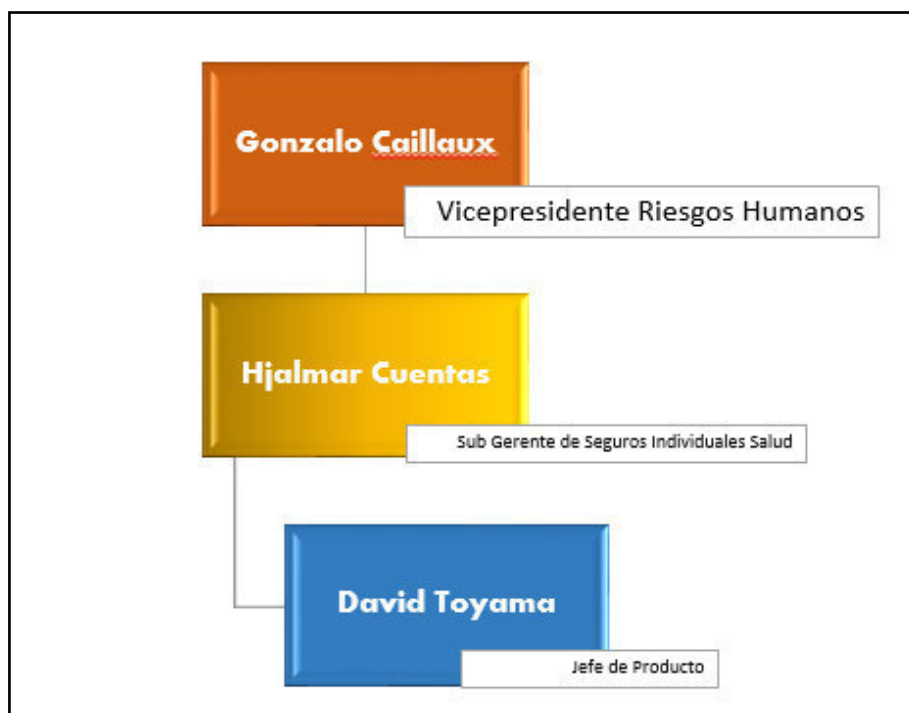 Gonzalo Caillaux
Vicepresidente Riesgos Humanos
Hjalmar Cuentas
Sub Gerente de Seguros Individuales Salud
David Toyama
Jefe de Producto